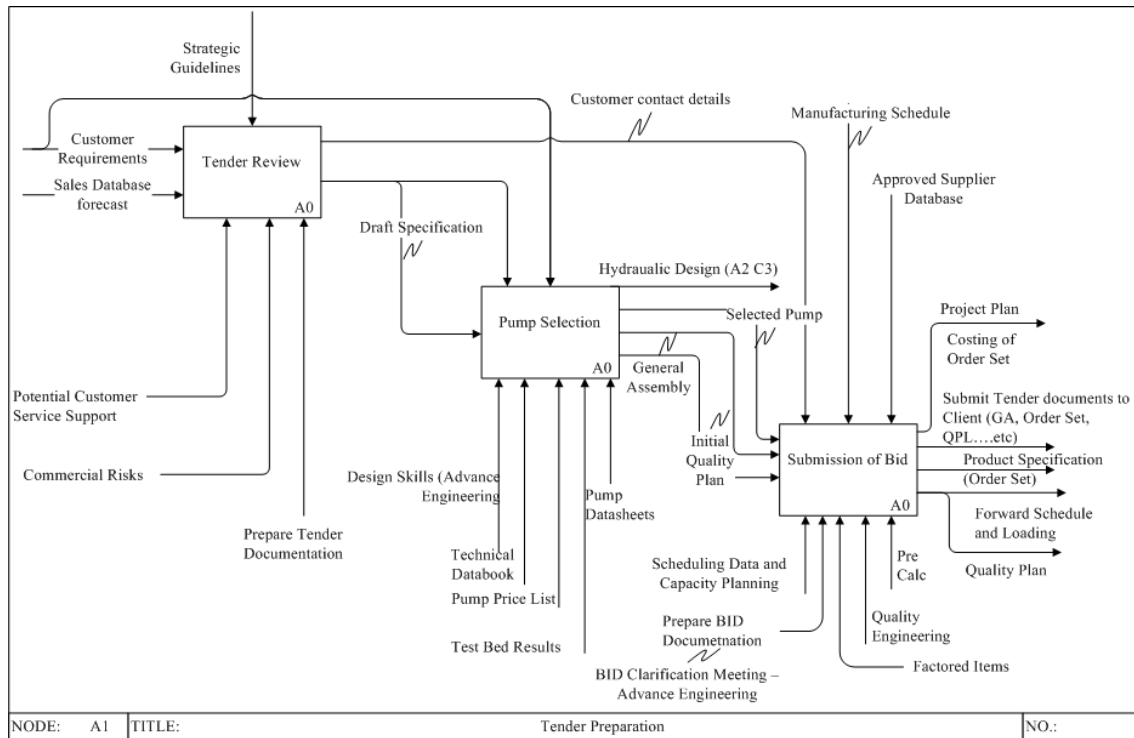 Strategic
Guidelines
Customer contact details
Manufacturing Schedule
Customer
Requirements
Tender Review
Sales Database
forecast
A0
Approved Supplier
Database
Draft Specification
Hydraualic Design (A2 C3)
Pump Selection
Selected Pump
A0
General
Assembly
Project Plan
Costing of
Order Set
Potential Customer
Service Support
Submit Tender documents to
Client (GA, Order Set,
QPL....etc)
Initial
Quality
Plan
Submission of Bid
Product Specification
(Order Set)
A0
Commercial Risks
Design Skills (Advance
Engineering
Pump
Datasheets
Forward Schedule
and Loading
Prepare Tender
Documentation
Technical
Databook
Scheduling Data and
Capacity Planning
Pre
Calc
Quality Plan
Pump Price List
Prepare BID
Documetnation
Quality
Engineering
Test Bed Results
BID Clarification Meeting –
Advance Engineering
Factored Items
NODE: A1 TITLE: Tender Preparation NO.: